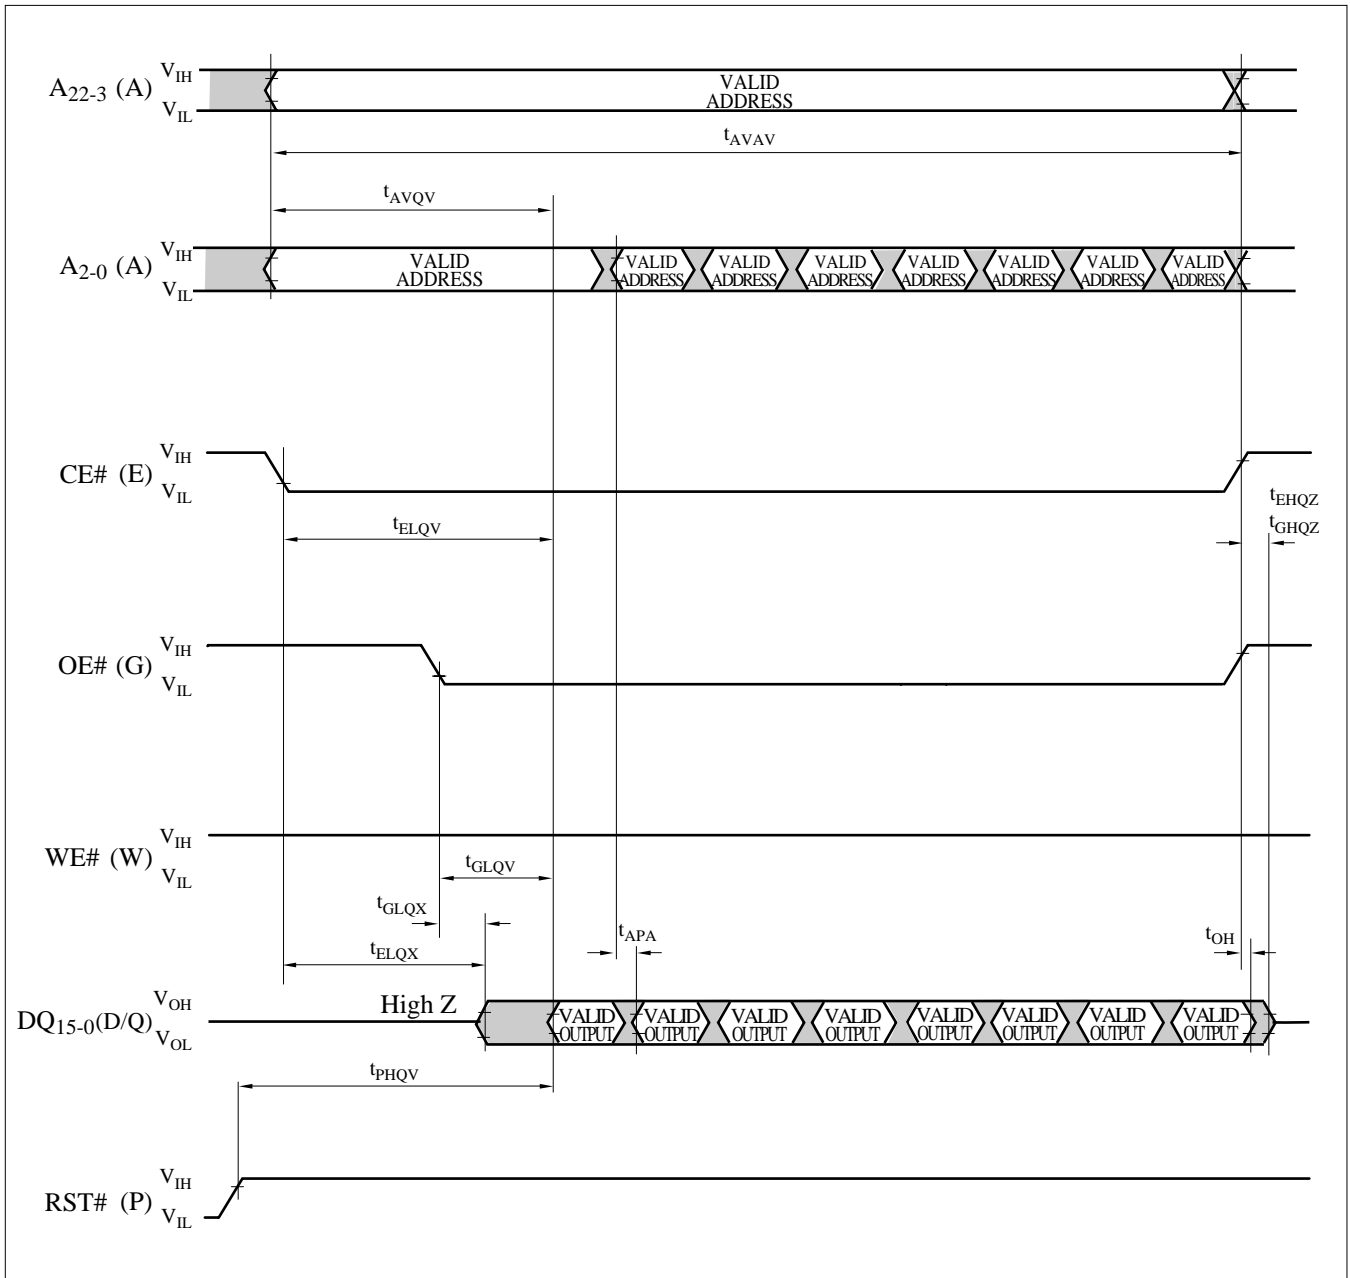 A22-3 (A) VIH VIL
VALID
ADDRESS
tAVAV
tAVQV
A2-0 (A) VIH VIL
VALID VALID VALID VALID VALID VALID VALID VALID
ADDRESS ADDRESS ADDRESS ADDRESS ADDRESS ADDRESS ADDRESS ADDRESS
CE# (E) VIH VIL
tELQV
tEHQZ
tGHQZ
OE# (G) VIH VIL
WE# (W) VIH VIL
tGLQV
tGLQX
tAPA
tOH
tELQX
DQ15-0(D/Q) VOH VOL
High Z
VALID VALID VALID VALID VALID VALID VALID VALID
OUTPUT OUTPUT OUTPUT OUTPUT OUTPUT OUTPUT OUTPUT OUTPUT
tPHQV
RST# (P) VIH VIL